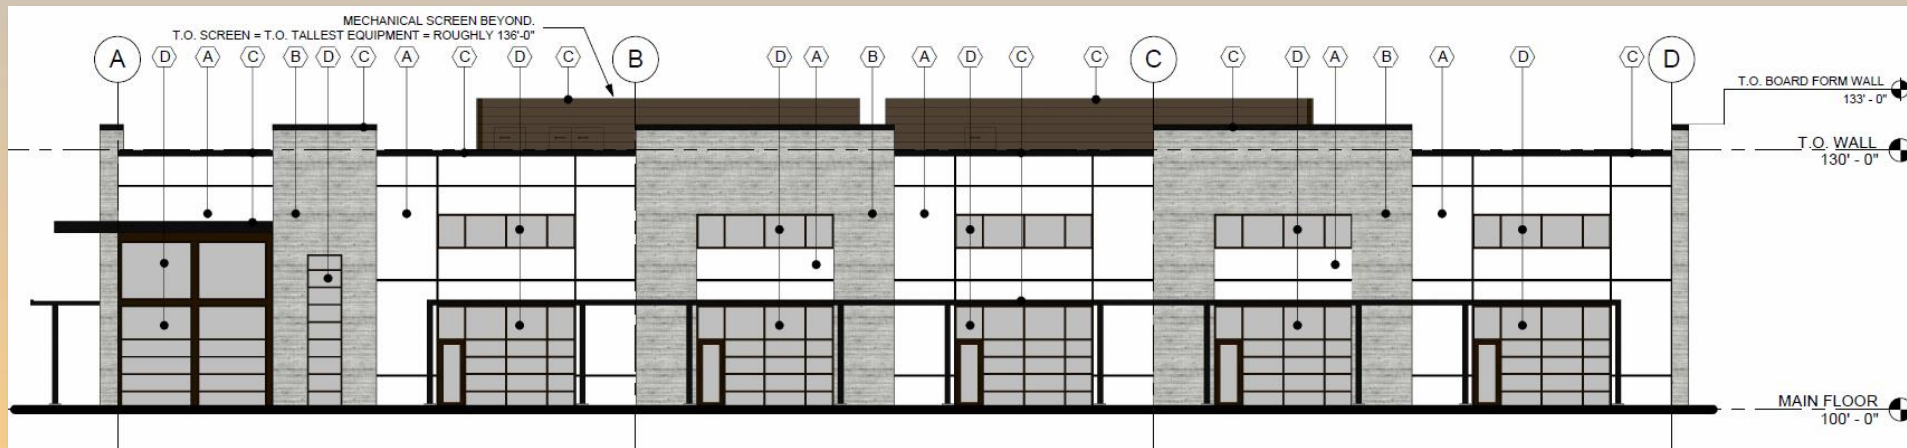 MECHANICAL SCREEN BEYOND.
T.O. SCREEN = T.O. TALLEST EQUIPMENT = ROUGHLY 136'-0"
A D A C B D C A C D C B D A B A D C C C D A B A D C D
T.O. BOARD FORM WALL
133' - 0"
T.O. WALL
130' - 0"
MAIN FLOOR
100' - 0"